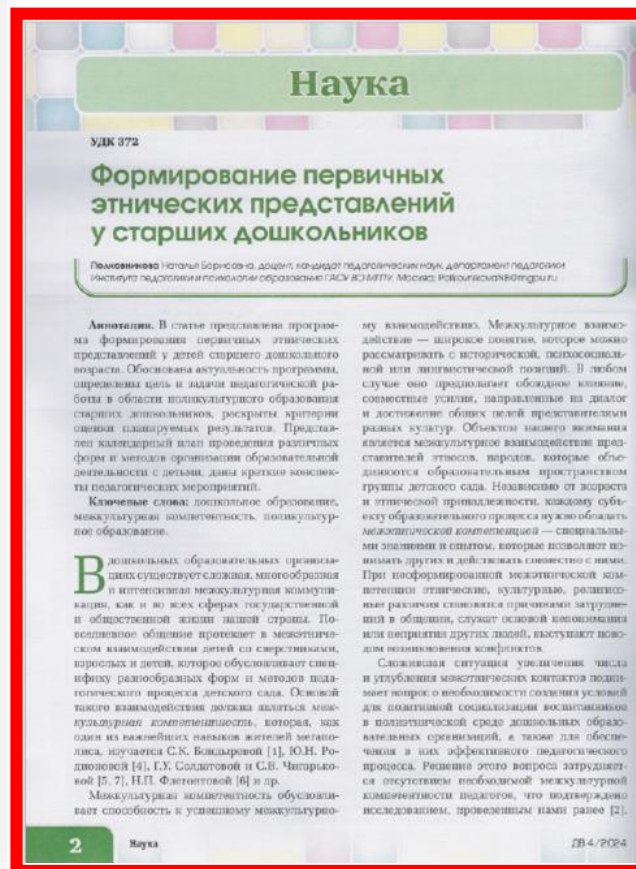 Наука
УДК 372
Формирование первичных
этнических представлений
у старших дошкольников
Полковникова Наталья Борисовна, доцент, кандидат педагогических наук, департамент педагогики
Института педагогики и психологии образования ГАОУ ВО МГПУ, Москва; PolkovnikovaNB@mgpu.ru
Аннотация. В статье представлена програм-
ма формирования первичных этнических
представлений у детей старшего дошкольного
возраста. Обоснована актуальность программы,
определены цель и задачи педагогической ра-
боты в области поликультурного образования
старших дошкольников, раскрыты критерии
оценки планируемых результатов. Представ-
лен календарный план проведения различных
форм и методов организации образовательной
деятельности с детьми, даны краткие конспек-
ты педагогических мероприятий.
Ключевые слова: дошкольное образование,
межкультурная компетентность, поликультур-
ное образование.
В дошкольных образовательных организа-
циях существует сложная, многообразная
и интенсивная межкультурная коммуни-
кация, как и во всех сферах государственной
и общественной жизни нашей страны. По-
вседневное общение протекает в межэтниче-
ском взаимодействии детей со сверстниками,
взрослых и детей, которое обусловливает спец-
ифику разнообразных форм и методов педа-
гогического процесса детского сада. Основой
такого взаимодействия должна являться меж-
культурная компетентность, которая, как
один из важнейших навыков жителей мегапо-
лиса, изучается С.К. Бондыревой [1], Ю.Н. Ро-
дионовой [4], Г.У. Солдатовой и С.В. Чигарько-
вой [5, 7], Н.П. Флегонтовой [6] и др.
Межкультурная компетентность обусловли-
вает способность к успешному межкультурно-
му взаимодействию. Межкультурное взаимо-
действие — широкое понятие, которое можно
рассматривать с исторической, психосоциаль-
ной или лингвистической позиций. В любом
случае оно предполагает обоюдное влияние,
совместные усилия, направленные на диалог
и достижение общих целей представителями
разных культур. Объектом нашего внимания
является межкультурное взаимодействие пред-
ставителей этносов, народов, которые объе-
диняются образовательным пространством
группы детского сада. Независимо от возраста
и этнической принадлежности, каждому субъ-
екту образовательного процесса нужно обладать
межэтнической компетенцией — специальны-
ми знаниями и опытом, которые позволяют по-
нимать других и действовать совместно с ними.
При несформированной межэтнической ком-
петенции этнические, культурные, религиоз-
ные различия становятся причинами затрудне-
ний в общении, служат основой непонимания
или неприятия других людей, выступают пово-
дом возникновения конфликтов.
Сложившая ситуация увеличения числа
и углубления межэтнических контактов подни-
мает вопрос о необходимости создания условий
для позитивной социализации воспитанников
в полиэтнической среде дошкольных образо-
вательных организаций, а также для обеспе-
чения в них эффективного педагогического
процесса. Решение этого вопроса затрудняет-
ся отсутствием необходимой межкультурной
компетентности педагогов, что подтверждено
исследованием, проведенным нами ранее [2].
2 Наука ДВ 4/2024